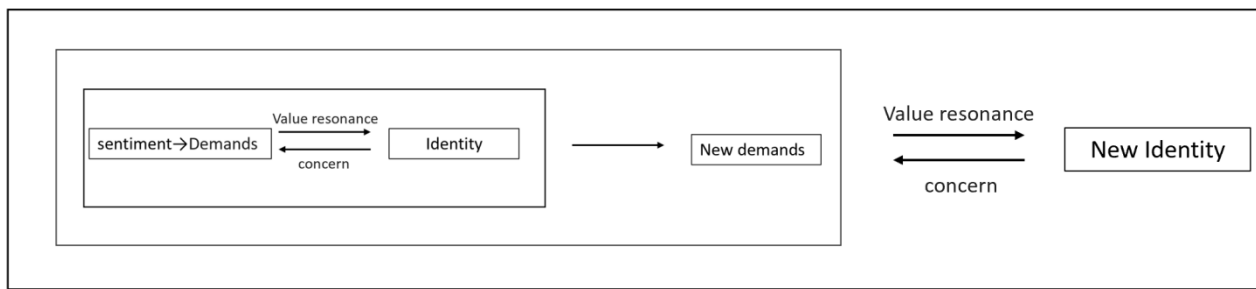 Value resonance
sentiment→Demands
Identity
concern
New demands
Value resonance
New Identity
concern